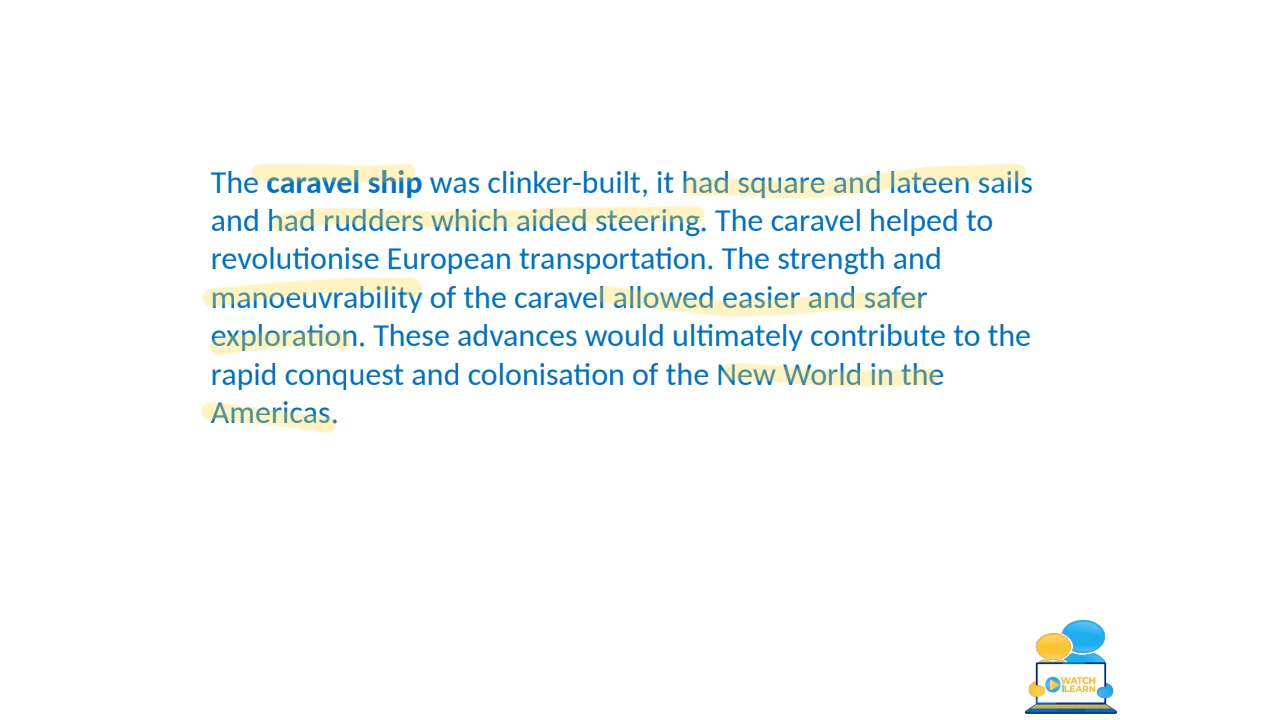 The caravel ship was clinker-built, it had square and lateen sails
and had rudders which aided steering. The caravel helped to
revolutionise European transportation. The strength and
manoeuvrability of the caravel allowed easier and safer
exploration. These advances would ultimately contribute to the
rapid conquest and colonisation of the New World in the
Americas.
WATCH
2LEARN